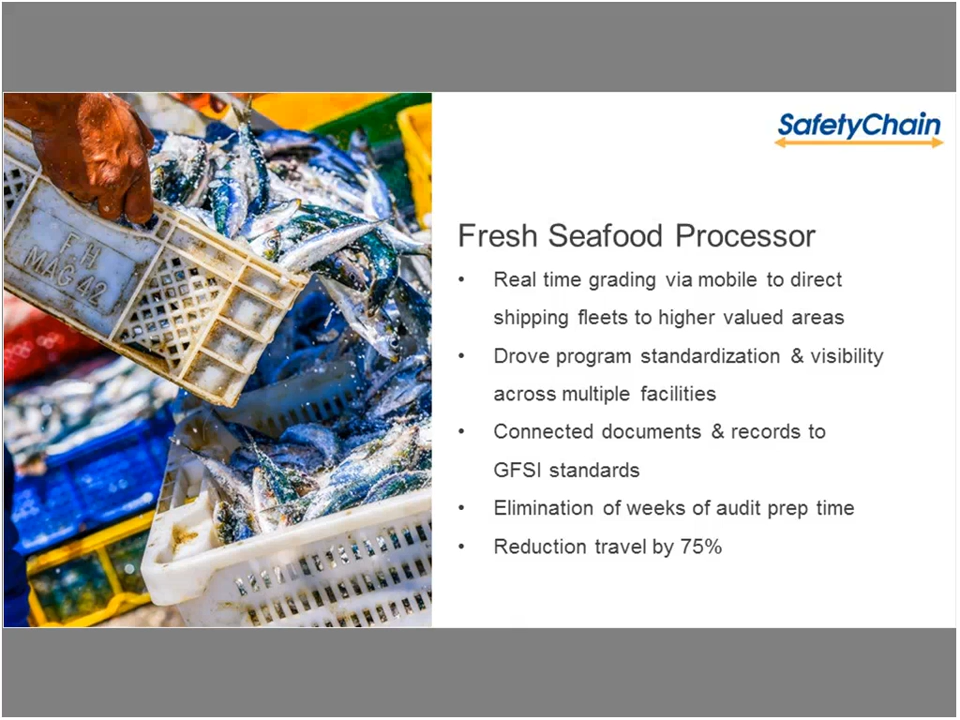 F.H
MAG 42
SafetyChain
Fresh Seafood Processor
• Real time grading via mobile to direct
shipping fleets to higher valued areas
• Drove program standardization & visibility
across multiple facilities
• Connected documents & records to
GFSI standards
• Elimination of weeks of audit prep time
• Reduction travel by 75%